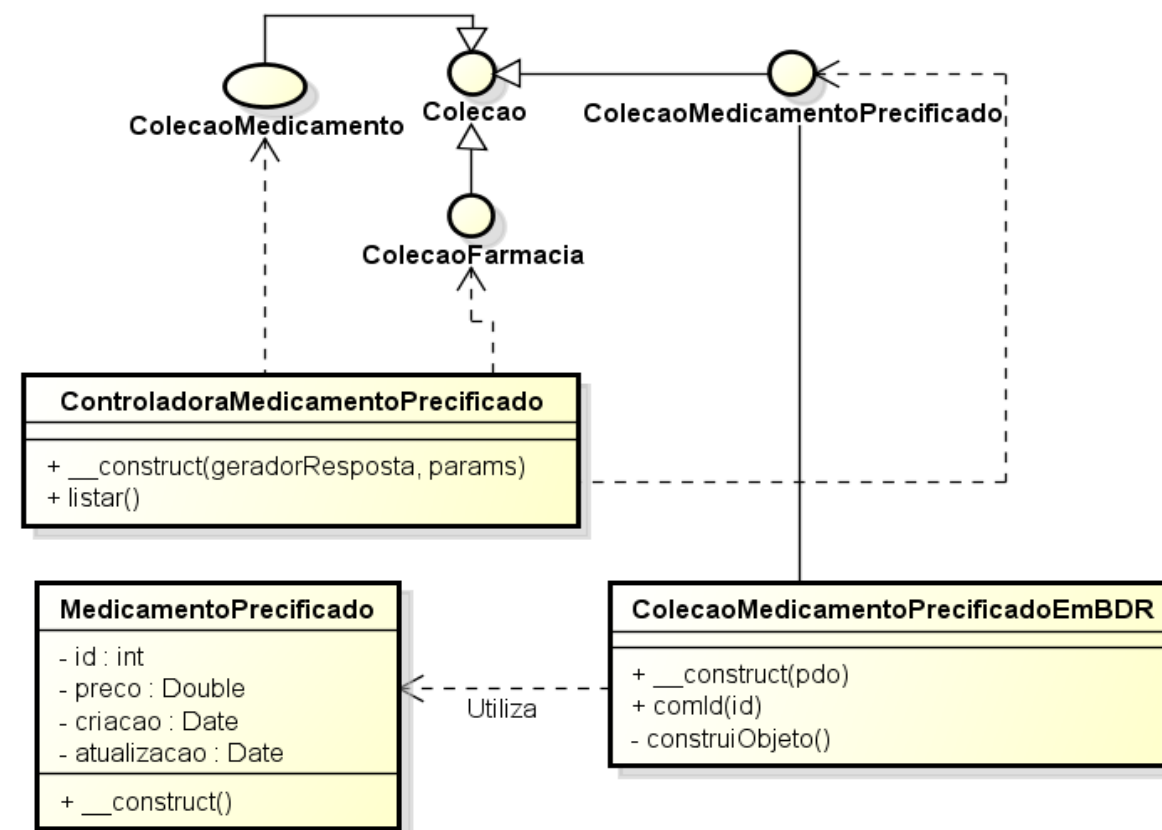 ColecaoMedicamento
Colecao
ColecaoMedicamentoPrecificado
ColecaoFarmacia
ControladoraMedicamentoPrecificado
+ __construct(geradorResposta, params)
+ listar()
MedicamentoPrecificado
- id : int
- preco : Double
- criacao : Date
- atualizacao : Date
+ __construct()
Utiliza
ColecaoMedicamentoPrecificadoEmBDR
+ __construct(pdo)
+ comId(id)
- construiObjeto()